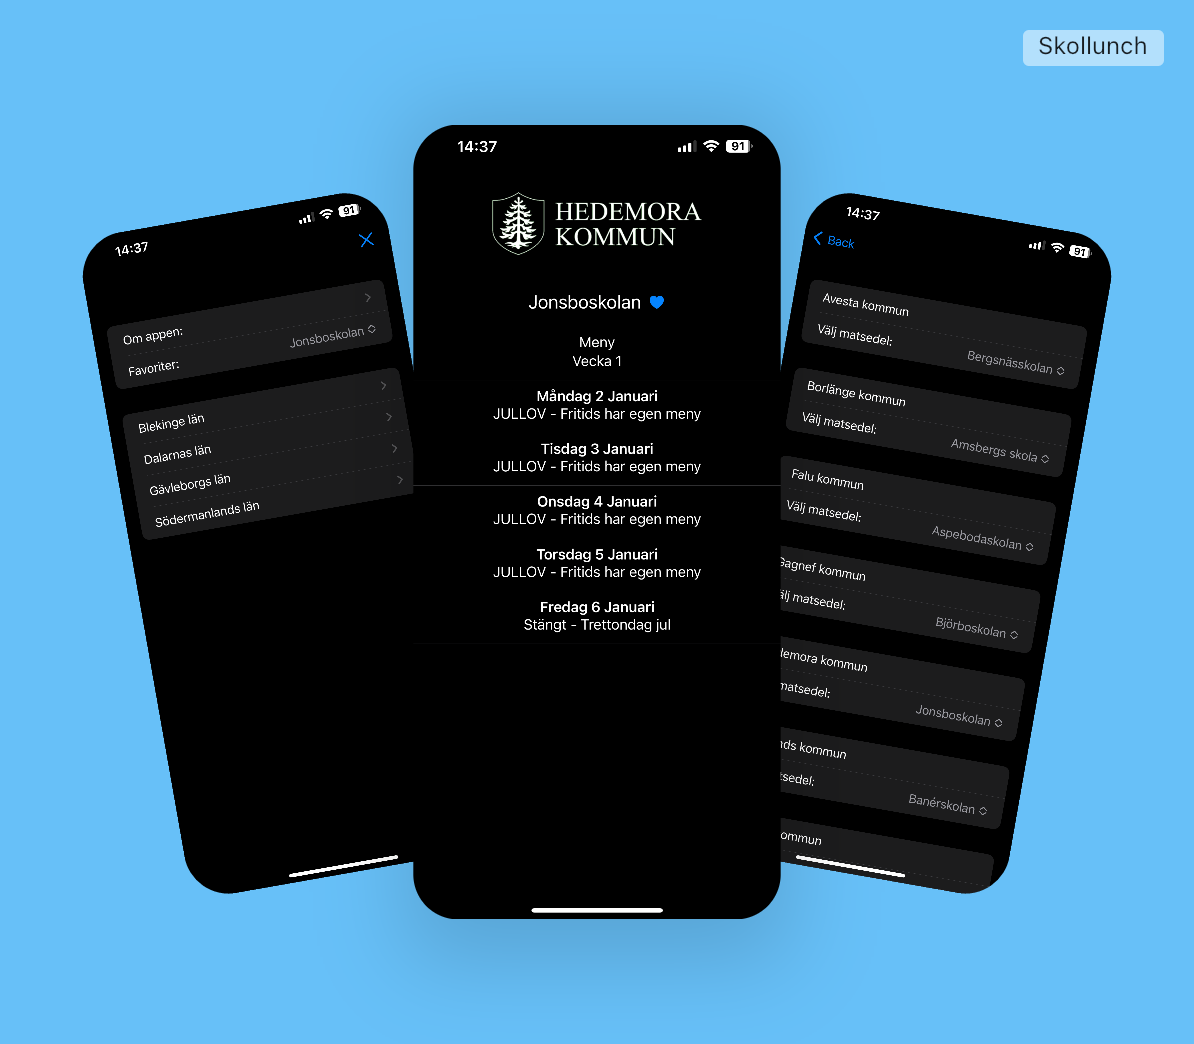 Skollunch
14:37
91
Om appen:
Favoriter:
Jonsboskolan
Blekinge län
Dalarnas län
Gävleborgs län
Södermanlands län
14:37
91
HEDEMORA
KOMMUN
Jonsboskolan
Meny
Vecka 1
Måndag 2 Januari
JULLOV - Fritids har egen meny
Tisdag 3 Januari
JULLOV - Fritids har egen meny
Onsdag 4 Januari
JULLOV - Fritids har egen meny
Torsdag 5 Januari
JULLOV - Fritids har egen meny
Fredag 6 Januari
Stängt - Trettondag jul
14:37
91
Back
Avesta kommun
Välj matsedel:
Bergsnässkolan
Borlänge kommun
Välj matsedel:
Amsbergs skola
Falu kommun
Välj matsedel:
Aspebodaskolan
Gagnef kommun
älj matsedel:
Björboskolan
demora kommun
matsedel:
Jonsboskolan
nds kommun
tsedel:
Banérskolan
ommun